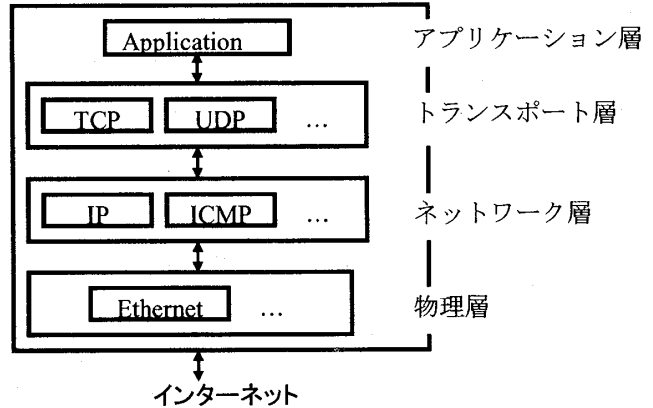 Application アプリケーション層
TCP UDP … トランスポート層
IP ICMP … ネットワーク層
Ethernet … 物理層
インターネット